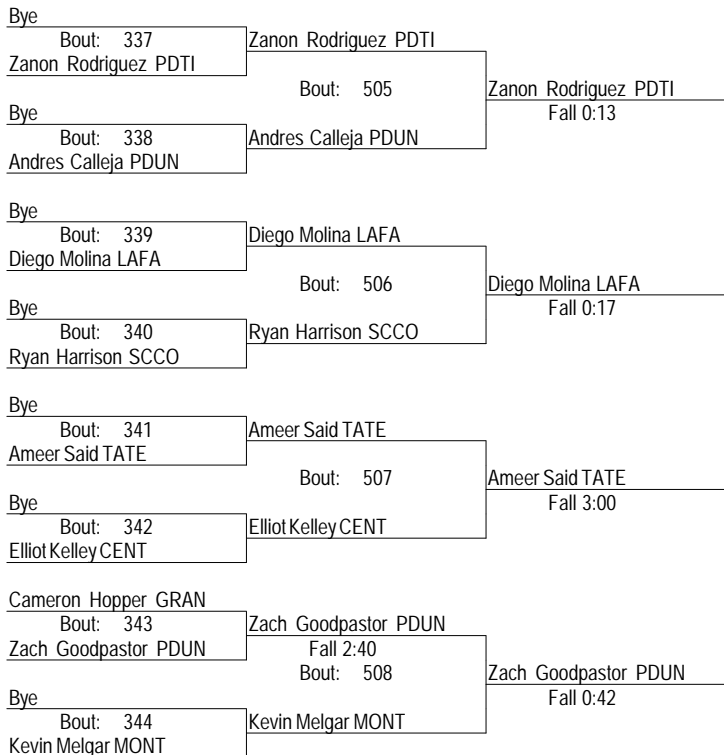 Bye
Bout: 337
Zanon Rodriguez PDTI
Zanon Rodriguez PDTI
Bout: 505
Zanon Rodriguez PDTI
Fall 0:13
Bye
Bout: 338
Andres Calleja PDUN
Andres Calleja PDUN
Bye
Bout: 339
Diego Molina LAFA
Diego Molina LAFA
Bout: 506
Diego Molina LAFA
Fall 0:17
Bye
Bout: 340
Ryan Harrison SCCO
Ryan Harrison SCCO
Bye
Bout: 341
Ameer Said TATE
Ameer Said TATE
Bout: 507
Ameer Said TATE
Fall 3:00
Bye
Bout: 342
Elliot Kelley CENT
Elliot Kelley CENT
Cameron Hopper GRAN
Bout: 343
Zach Goodpastor PDUN
Zach Goodpastor PDUN
Fall 2:40
Bout: 508
Zach Goodpastor PDUN
Fall 0:42
Bye
Bout: 344
Kevin Melgar MONT
Kevin Melgar MONT